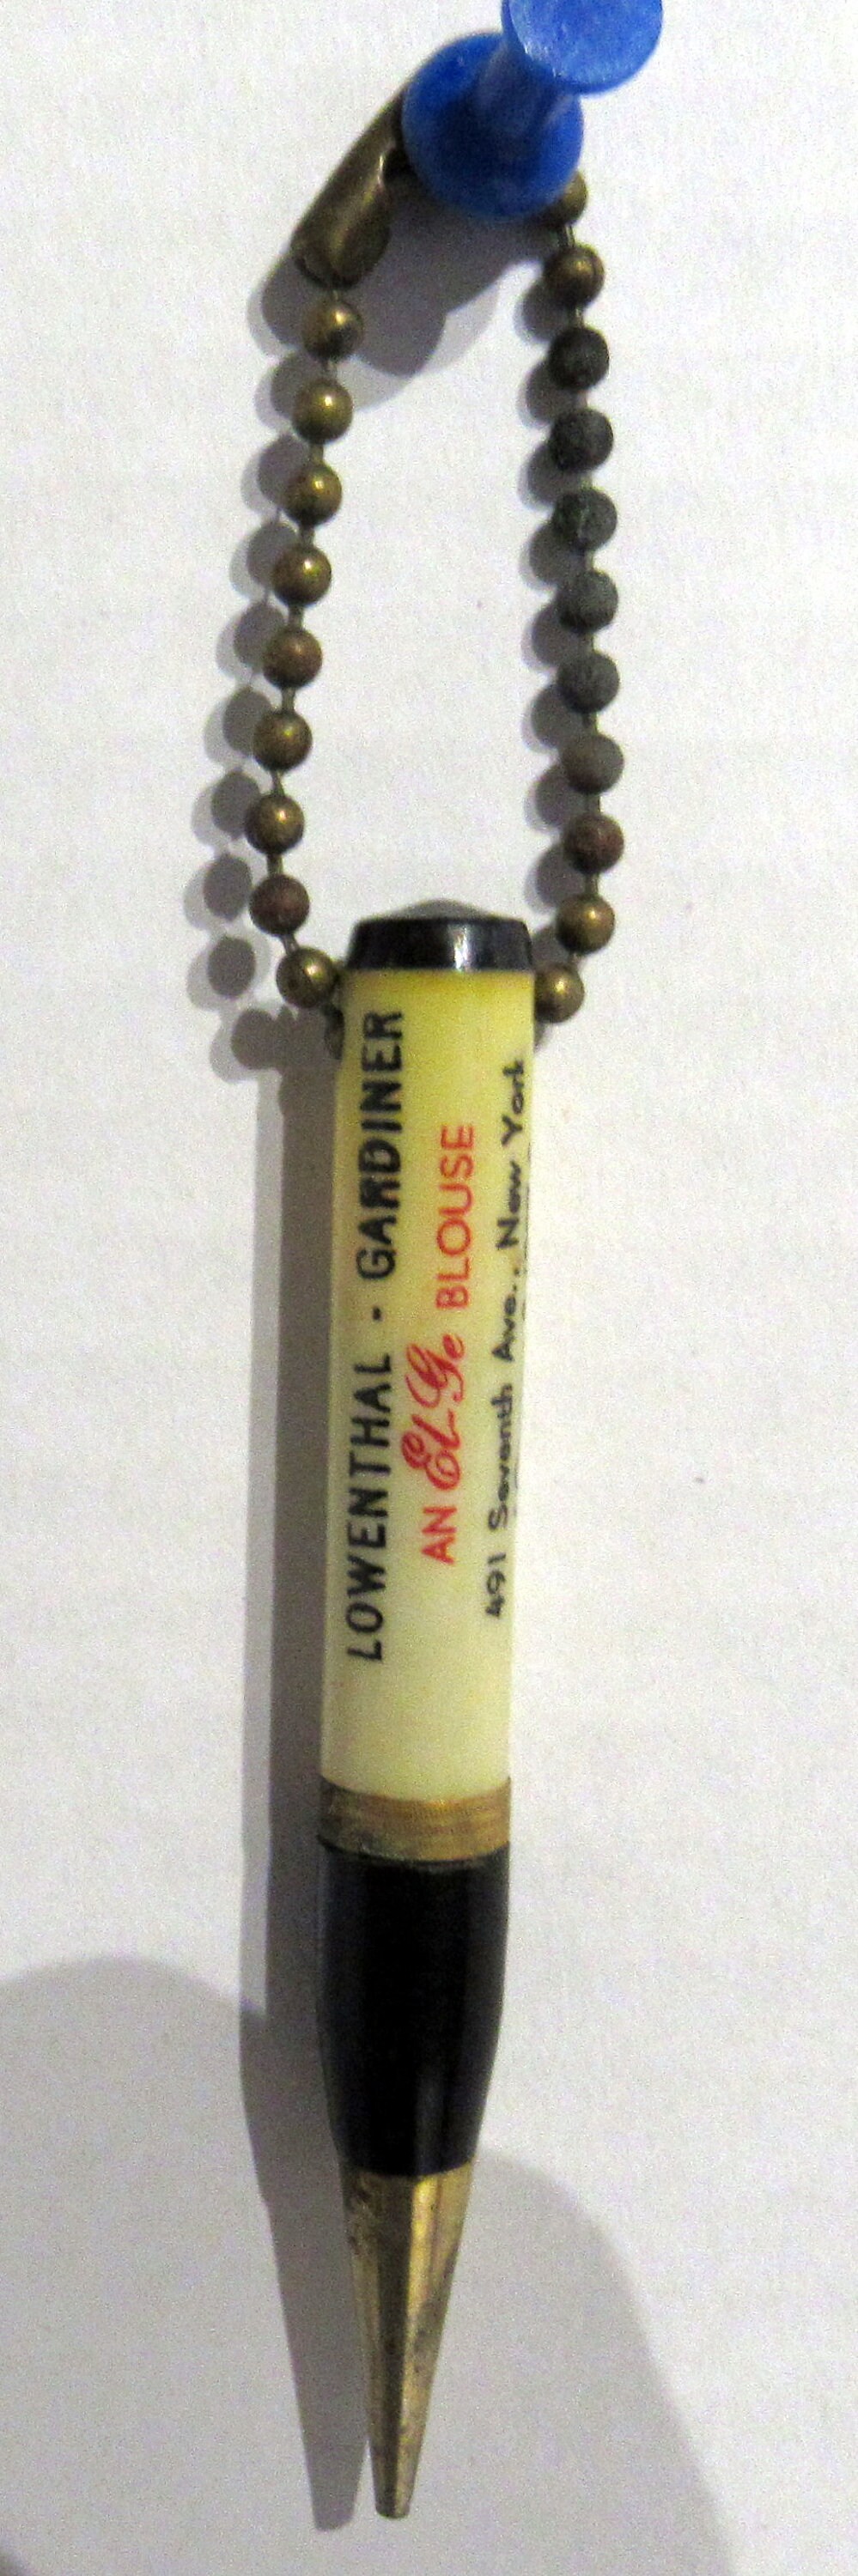 LOWENTHAL - GARDINER
AN ElGe BLOUSE
491 Seventh Ave., New York